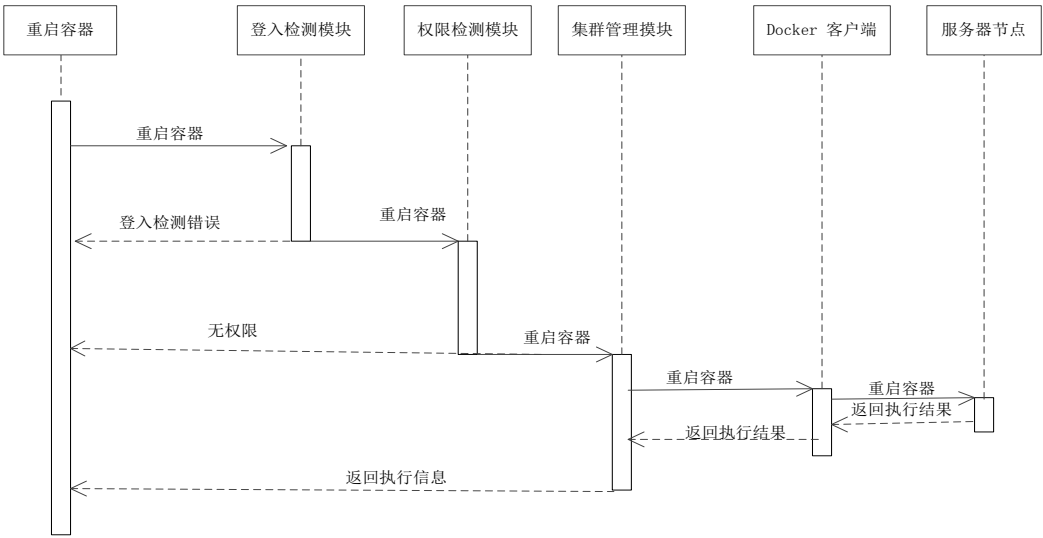 重启容器
登入检测模块
权限检测模块
集群管理摸块
Docker 客户端
服务器节点
重启容器
登入检测错误
重启容器
无权限
重启容器
重启容器
重启容器
返回执行结果
返回执行结果
返回执行信息